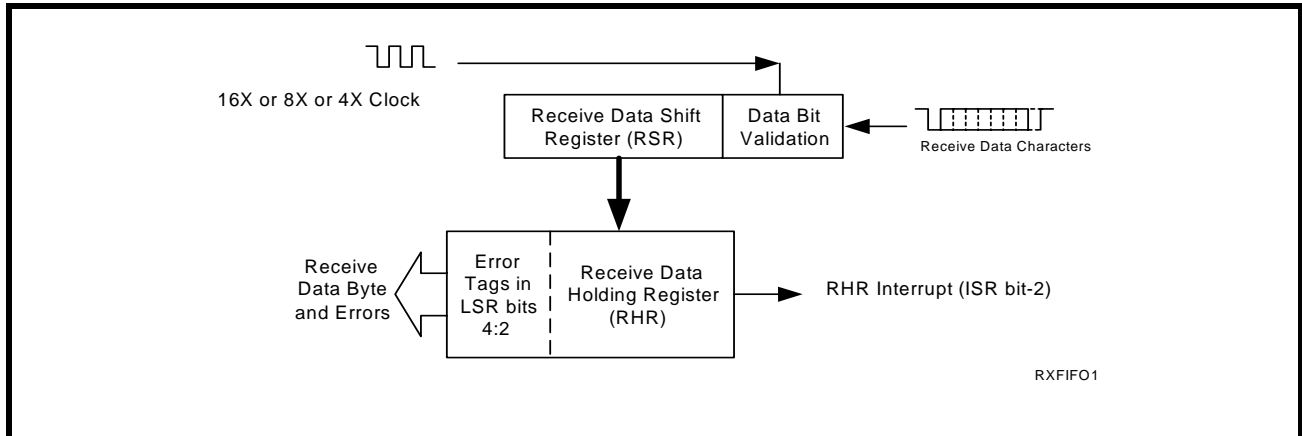 16X or 8X or 4X Clock
Receive Data Shift
Register (RSR)
Data Bit
Validation
Receive Data Characters
Receive
Data Byte
and Errors
Error
Tags in
LSR bits
4:2
Receive Data
Holding Register
(RHR)
RHR Interrupt (ISR bit-2)
RXFIFO1